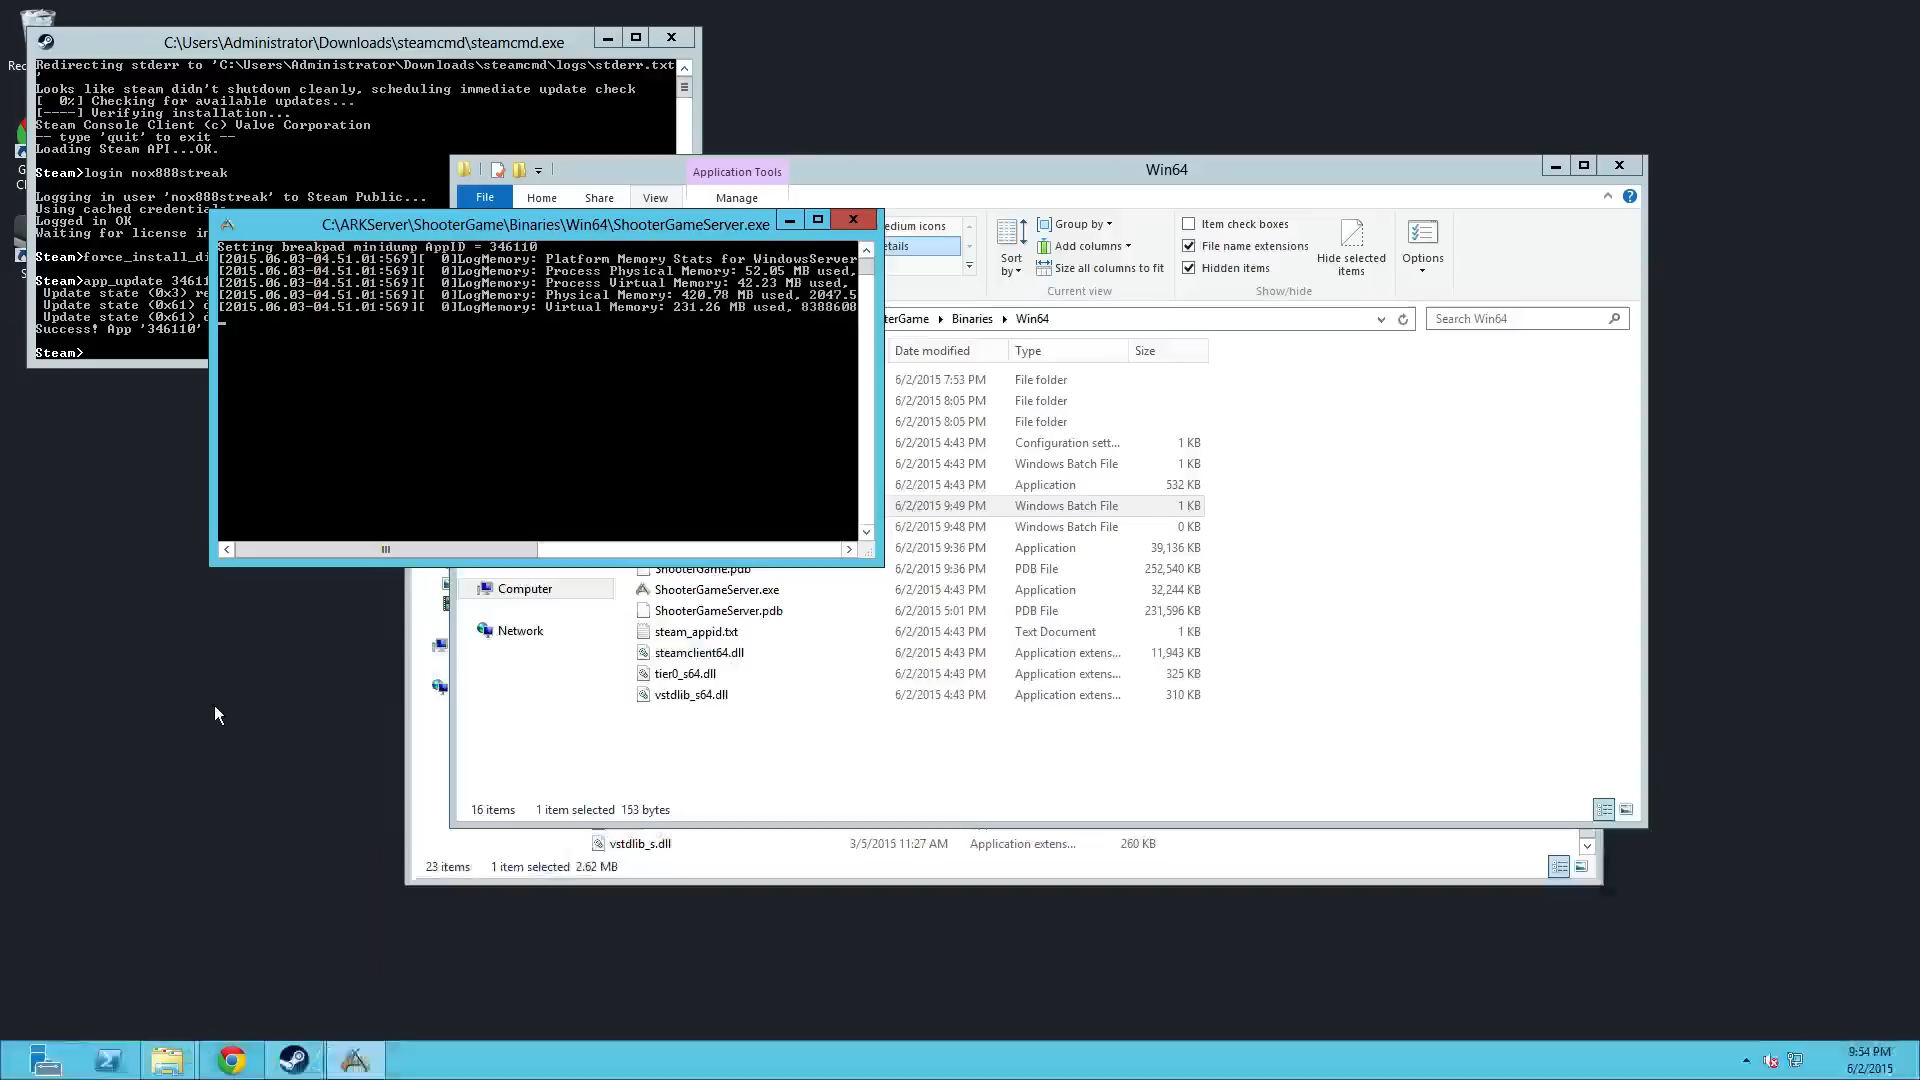 Rec
C:\Users\Administrator\Downloads\steamcmd\steamcmd.exe
Redirecting stderr to 'C:\Users\Administrator\Downloads\steamcmd\logs\stderr.txt
'
Looks like steam didn't shutdown cleanly, scheduling immediate update check
[  0%] Checking for available updates...
[----] Verifying installation...
Steam Console Client (c) Valve Corporation
-- type 'quit' to exit --
Loading Steam API...OK.
Steam>login nox888streak
Logging in user 'nox888streak' to Steam Public...
Using cached credentials
Logged in OK
Waiting for license in
Steam>force_install_di
Steam>app_update 34611
Update state (0x3) re
Update state (0x61) d
Update state (0x61) d
Success! App '346110'
Steam>
G
Cl
S
Application Tools
Win64
File
Home
Share
View
Manage
edium icons
etails
Sort
by
Group by
Add columns
Size all columns to fit
Current view
Item check boxes
File name extensions
Hidden items
Hide selected
items
Show/hide
Options
C:\ARKServer\ShooterGame\Binaries\Win64\ShooterGameServer.exe
Setting breakpad minidump AppID = 346110
[2015.06.03-04.51.01:569][  0]LogMemory: Platform Memory Stats for WindowsServer
[2015.06.03-04.51.01:569][  0]LogMemory: Process Physical Memory: 52.05 MB used,
[2015.06.03-04.51.01:569][  0]LogMemory: Process Virtual Memory: 42.23 MB used,
[2015.06.03-04.51.01:569][  0]LogMemory: Physical Memory: 420.78 MB used, 2047.5
[2015.06.03-04.51.01:569][  0]LogMemory: Virtual Memory: 231.26 MB used, 8388608
terGame Binaries Win64
Search Win64
Date modified Type Size
6/2/2015 7:53 PM File folder
6/2/2015 8:05 PM File folder
6/2/2015 8:05 PM File folder
6/2/2015 4:43 PM Configuration sett... 1 KB
6/2/2015 4:43 PM Windows Batch File 1 KB
6/2/2015 4:43 PM Application 532 KB
6/2/2015 9:49 PM Windows Batch File 1 KB
6/2/2015 9:48 PM Windows Batch File 0 KB
6/2/2015 9:36 PM Application 39,136 KB
ShooterGame.pdb 6/2/2015 9:36 PM PDB File 252,540 KB
ShooterGameServer.exe 6/2/2015 4:43 PM Application 32,244 KB
ShooterGameServer.pdb 6/2/2015 5:01 PM PDB File 231,596 KB
steam_appid.txt 6/2/2015 4:43 PM Text Document 1 KB
steamclient64.dll 6/2/2015 4:43 PM Application extens... 11,943 KB
tier0_s64.dll 6/2/2015 4:43 PM Application extens... 325 KB
vstdlib_s64.dll 6/2/2015 4:43 PM Application extens... 310 KB
Computer
Network
16 items 1 item selected 153 bytes
vstdlib_s.dll 3/5/2015 11:27 AM Application extens... 260 KB
23 items 1 item selected 2.62 MB
9:54 PM
6/2/2015